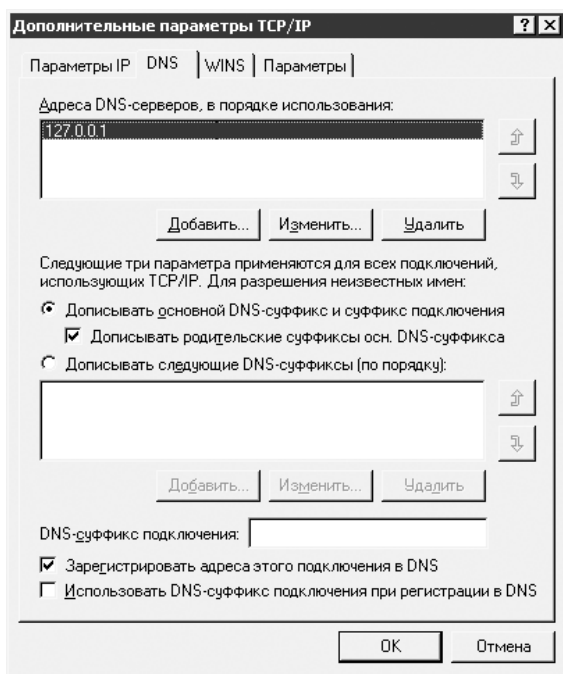 Дополнительные параметры TCP/IP
Параметры IP DNS WINS Параметры
Адреса DNS-серверов, в порядке использования:
127.0.0.1
Добавить... Изменить... Удалить
Следующие три параметра применяются для всех подключений,
использующих TCP/IP. Для разрешения неизвестных имен:
Дописывать основной DNS-суффикс и суффикс подключения
Дописывать родительские суффиксы осн. DNS-суффикса
Дописывать следующие DNS-суффиксы (по порядку):
Добавить... Изменить... Удалить
DNS-суффикс подключения:
Зарегистрировать адреса этого подключения в DNS
Использовать DNS-суффикс подключения при регистрации в DNS
OK Отмена